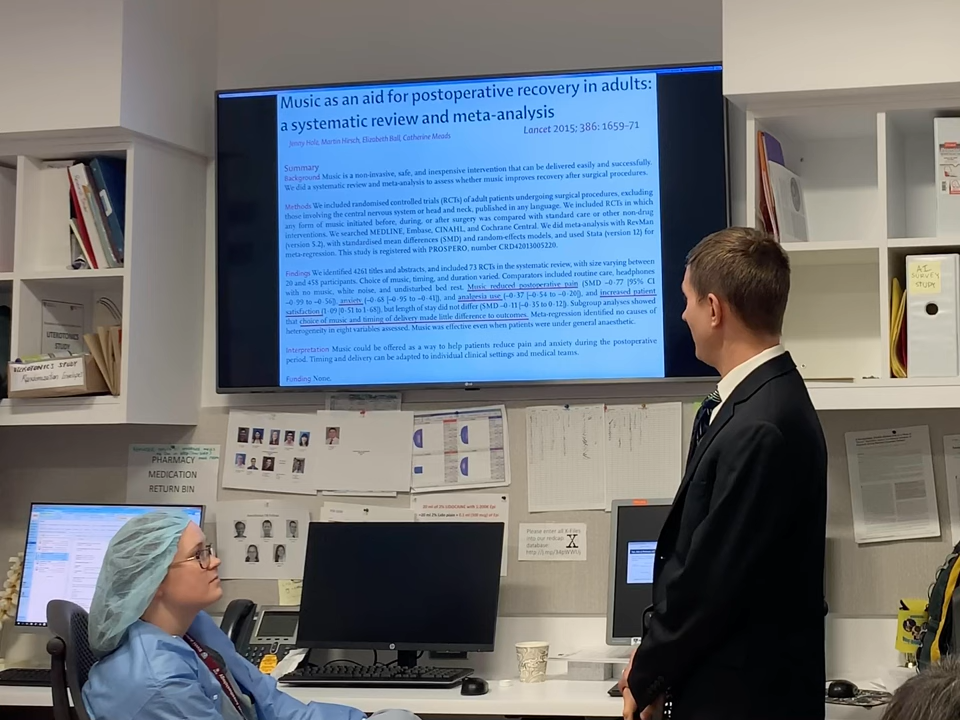 Music as an aid for postoperative recovery in adults:
a systematic review and meta-analysis
Jenny Hole, Martin Hirsch, Elizabeth Ball, Catherine Meads
Lancet 2015; 386: 1659–71
Summary
Background Music is a non-invasive, safe, and inexpensive intervention that can be delivered easily and successfully.
We did a systematic review and meta-analysis to assess whether music improves recovery after surgical procedures.
Methods We included randomised controlled trials (RCTs) of adult patients undergoing surgical procedures, excluding
those involving the central nervous system or head and neck, published in any language. We included RCTs in which
any form of music initiated before, during, or after surgery was compared with standard care or other non-drug
interventions. We searched MEDLINE, Embase, CINAHL, and Cochrane Central. We did meta-analysis with RevMan
(version 5.2), with standardised mean differences (SMD) and random-effects models, and used Stata (version 12) for
meta-regression. This study is registered with PROSPERO, number CRD42013005220.
Findings We identified 4261 titles and abstracts, and included 73 RCTs in the systematic review, with size varying between
20 and 458 participants. Choice of music, timing, and duration varied. Comparators included routine care, headphones
with no music, white noise, and undisturbed bed rest. Music reduced postoperative pain (SMD –0·77 [95% CI
–0·99 to –0·56]), anxiety (–0·68 [–0·95 to –0·41]), and analgesia use (–0·37 [–0·54 to –0·20]), and increased patient
satisfaction (1·09 [0·51 to 1·68]), but length of stay did not differ (SMD –0·11 [–0·35 to 0·12]). Subgroup analyses showed
that choice of music and timing of delivery made little difference to outcomes. Meta-regression identified no causes of
heterogeneity in eight variables assessed. Music was effective even when patients were under general anaesthetic.
Interpretation Music could be offered as a way to help patients reduce pain and anxiety during the postoperative
period. Timing and delivery can be adapted to individual clinical settings and medical teams.
Funding None.
LG
AI
SURVEY
STUDY
UTEROTONICS
STUDY
UTEROTONICS STUDY
Randomization Envelopes
PHARMACY
MEDICATION
RETURN BIN
Please enter all X-files
into our redcap
database:
X